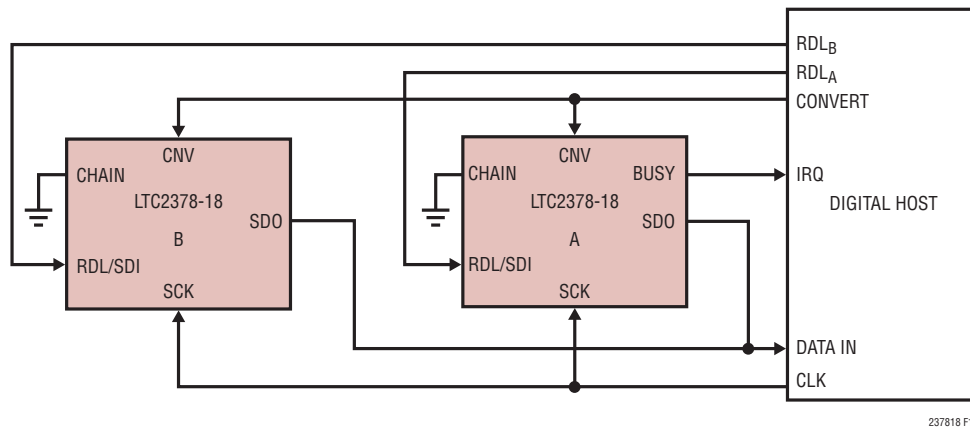 RDLB
RDLA
CONVERT
CNV
CNV
CHAIN
CHAIN
BUSY
IRQ
LTC2378-18
LTC2378-18
DIGITAL HOST
SDO
SDO
B
A
RDL/SDI
RDL/SDI
SCK
SCK
DATA IN
CLK